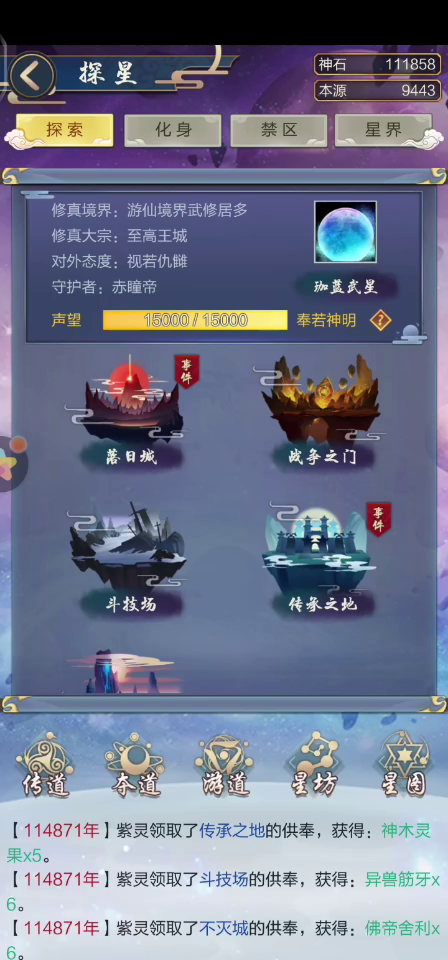 探星
神石 111858
本源 9443
探索 化身 禁区 星界
修真境界：游仙境界武修居多
修真大宗：至高王城
对外态度：视若仇雠
守护者：赤瞳帝
珈蓝武星
声望 15000 / 15000 奉若神明 ?
事件
落日城 战争之门
事件
斗技场 传承之地
传道 夺道 游道 星坊 星图
【114871年】紫灵领取了传承之地的供奉，获得：神木灵
果x5。
【114871年】紫灵领取了斗技场的供奉，获得：异兽筋牙x
6。
【114871年】紫灵领取了不灭城的供奉，获得：佛帝舍利x
6。